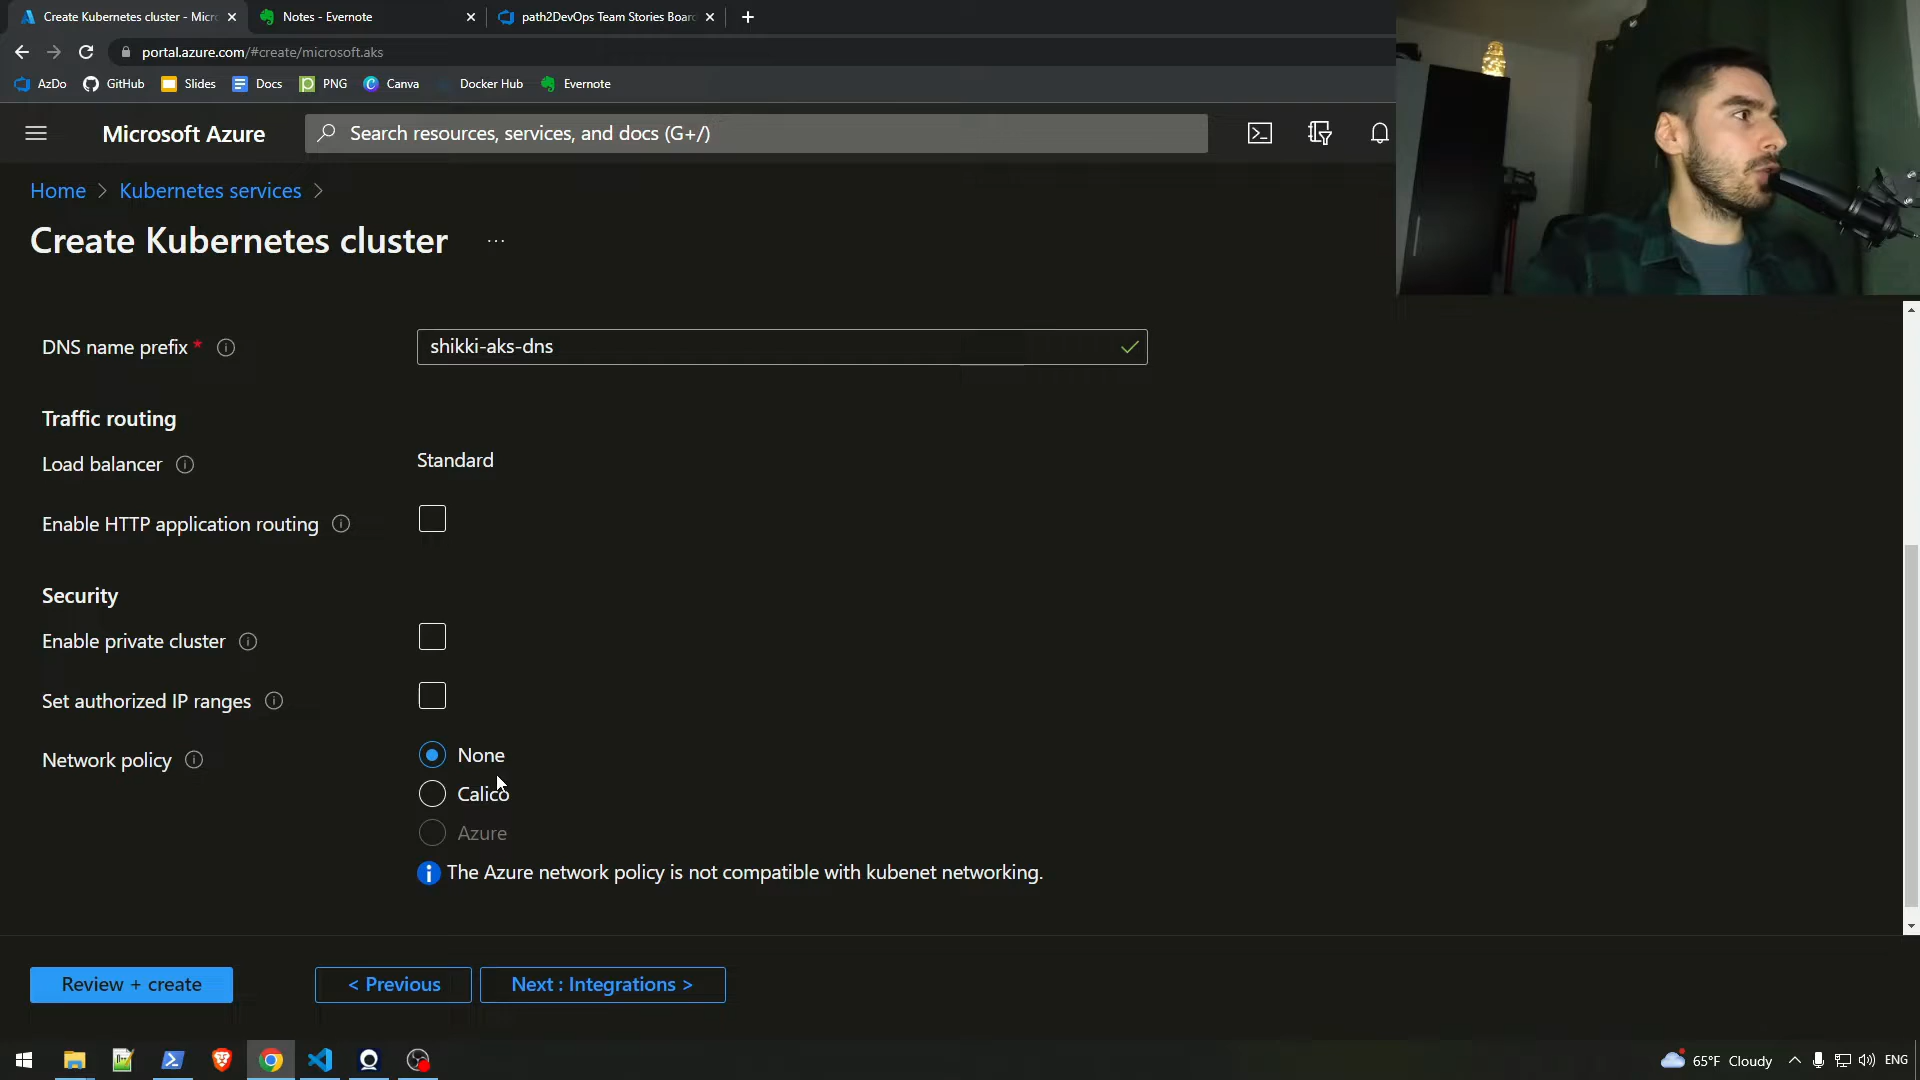 Create Kubernetes cluster - Micr
Notes - Evernote
path2DevOps Team Stories Boar
portal.azure.com/#create/microsoft.aks
AzDo
GitHub
Slides
Docs
PNG
Canva
Docker Hub
Evernote
Microsoft Azure
Search resources, services, and docs (G+/)
Home > Kubernetes services >
Create Kubernetes cluster ...
DNS name prefix *
shikki-aks-dns
Traffic routing
Load balancer
Standard
Enable HTTP application routing
Security
Enable private cluster
Set authorized IP ranges
Network policy
None
Calico
Azure
The Azure network policy is not compatible with kubenet networking.
Review + create
< Previous
Next : Integrations >
65°F Cloudy
ENG